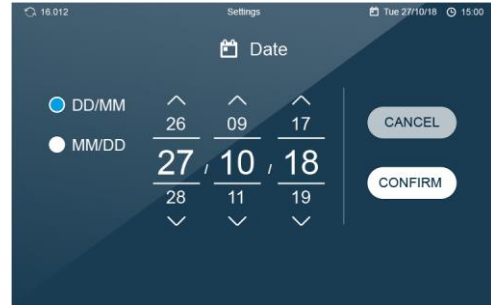 16.012 Settings Tue 27/10/18 15:00
Date
DD/MM
MM/DD
26 09 17
27 / 10 / 18
28 11 19
CANCEL
CONFIRM